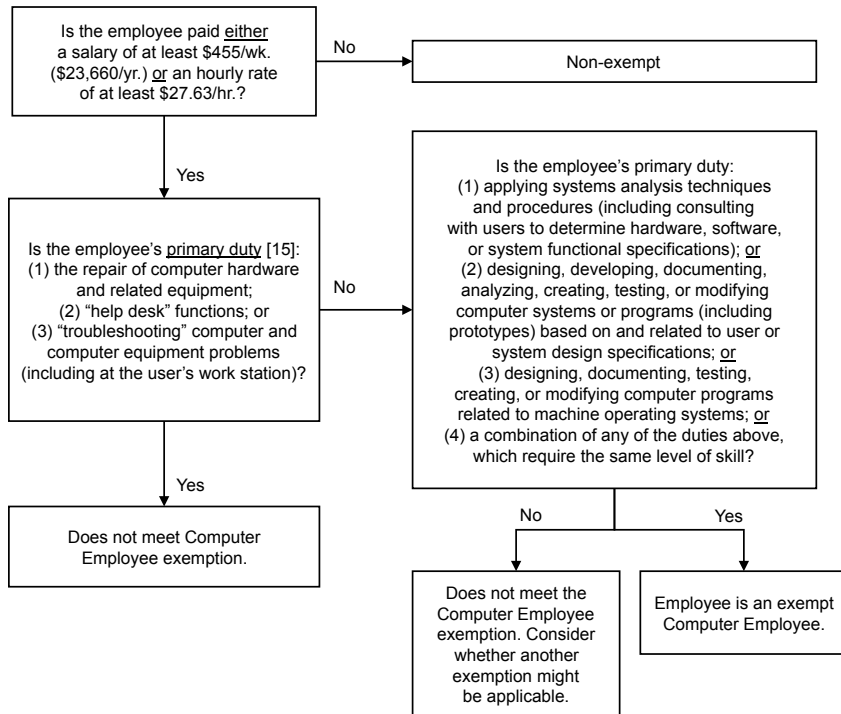 Is the employee paid either
a salary of at least $455/wk.
($23,660/yr.) or an hourly rate
of at least $27.63/hr.?
No
Non-exempt
Yes
Is the employee’s primary duty [15]:
(1) the repair of computer hardware
and related equipment;
(2) “help desk” functions; or
(3) “troubleshooting” computer and
computer equipment problems
(including at the user’s work station)?
No
Is the employee’s primary duty:
(1) applying systems analysis techniques
and procedures (including consulting
with users to determine hardware, software,
or system functional specifications); or
(2) designing, developing, documenting,
analyzing, creating, testing, or modifying
computer systems or programs (including
prototypes) based on and related to user or
system design specifications; or
(3) designing, documenting, testing,
creating, or modifying computer programs
related to machine operating systems; or
(4) a combination of any of the duties above,
which require the same level of skill?
Yes
Does not meet Computer
Employee exemption.
No
Yes
Does not meet the
Computer Employee
exemption. Consider
whether another
exemption might
be applicable.
Employee is an exempt
Computer Employee.